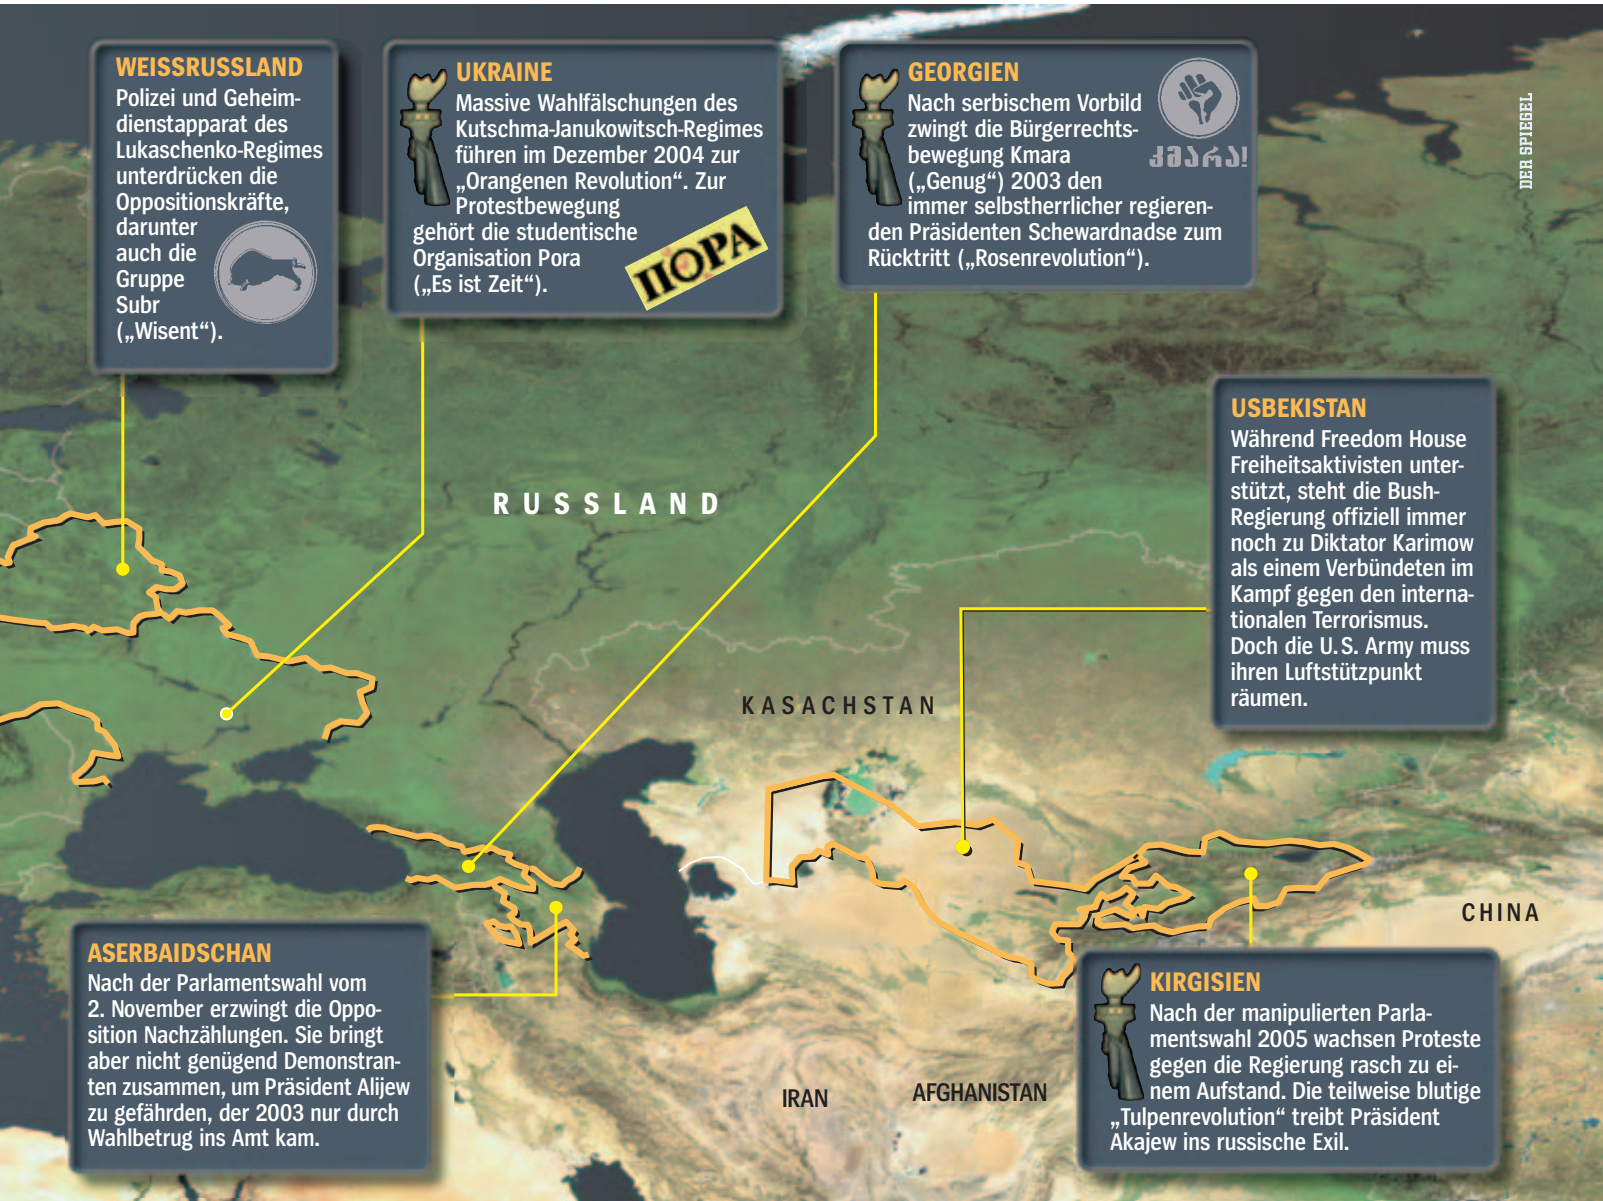 WEISSRUSSLAND
Polizei und Geheim-
dienstapparat des
Lukaschenko-Regimes
unterdrücken die
Oppositionskräfte,
darunter
auch die
Gruppe
Subr
(„Wisent“).
UKRAINE
Massive Wahlfälschungen des
Kutschma-Janukowitsch-Regimes
führen im Dezember 2004 zur
„Orangenen Revolution“. Zur
Protestbewegung
gehört die studentische
Organisation Pora
(„Es ist Zeit“).
ПОРА
GEORGIEN
Nach serbischem Vorbild
zwingt die Bürgerrechts-
bewegung Kmara
(„Genug“) 2003 den
immer selbstherrlicher regieren-
den Präsidenten Schewardnadse zum
Rücktritt („Rosenrevolution“).
კმარა!
DER SPIEGEL
USBEKISTAN
Während Freedom House
Freiheitsaktivisten unter-
stützt, steht die Bush-
Regierung offiziell immer
noch zu Diktator Karimow
als einem Verbündeten im
Kampf gegen den interna-
tionalen Terrorismus.
Doch die U.S. Army muss
ihren Luftstützpunkt
räumen.
RUSSLAND
KASACHSTAN
CHINA
IRAN
AFGHANISTAN
ASERBAIDSCHAN
Nach der Parlamentswahl vom
2. November erzwingt die Oppo-
sition Nachzählungen. Sie bringt
aber nicht genügend Demonstran-
ten zusammen, um Präsident Alijew
zu gefährden, der 2003 nur durch
Wahlbetrug ins Amt kam.
KIRGISIEN
Nach der manipulierten Parla-
mentswahl 2005 wachsen Proteste
gegen die Regierung rasch zu ei-
nem Aufstand. Die teilweise blutige
„Tulpenrevolution“ treibt Präsident
Akajew ins russische Exil.